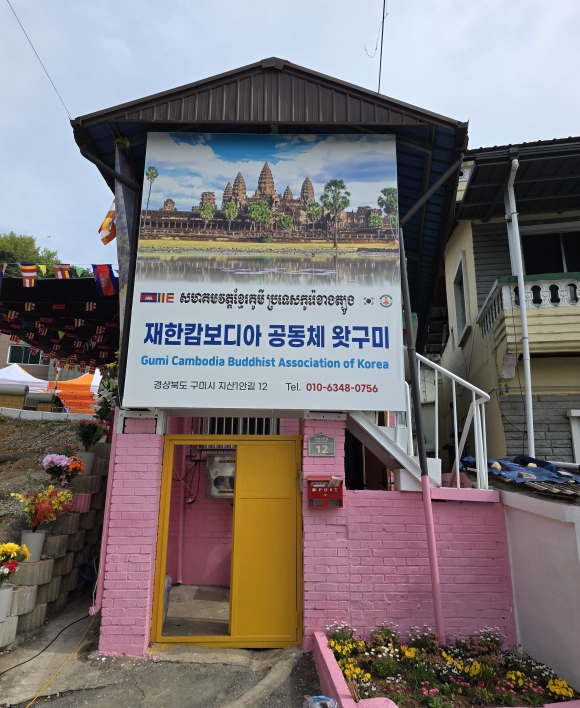 សមាគមវត្តខ្មែរគូមី ប្រទេសកូរ៉េខាងត្បូង
재한캄보디아 공동체 왓구미
Gumi Cambodia Buddhist Association of Korea
경상북도 구미시 지산1안길 12
Tel. 010-6348-0756
12
POST